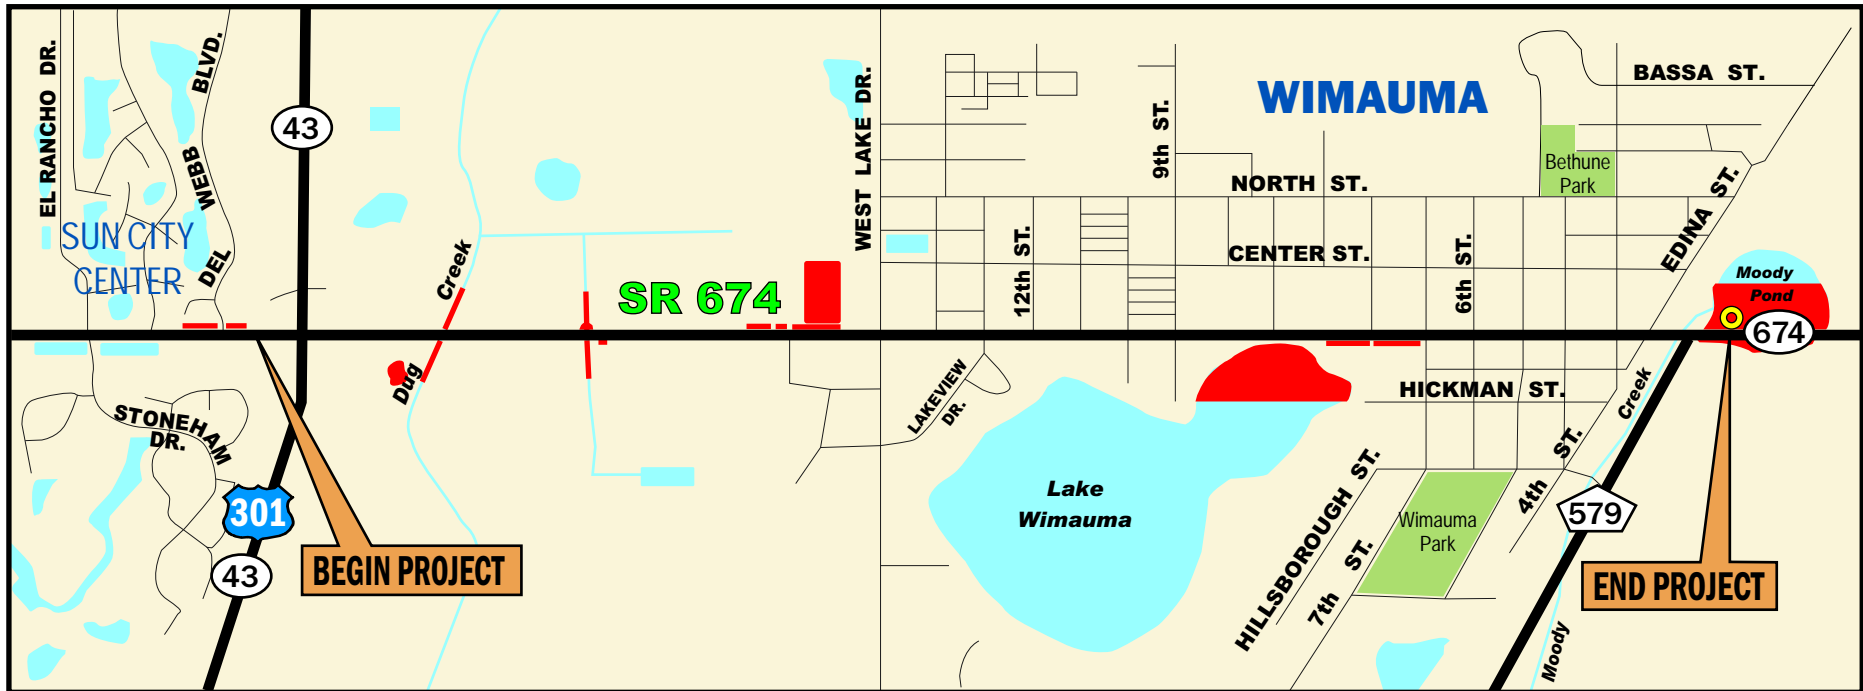 EL RANCHO DR.
DEL WEBB BLVD.
43
SUN CITY
CENTER
Dug Creek
SR 674
WEST LAKE DR.
WIMAUMA
BASSA ST.
9th ST.
Bethune
Park
NORTH ST.
EDINA ST.
12th ST.
CENTER ST.
6th ST.
Moody
Pond
674
STONEHAM
DR.
LAKEVIEW
DR.
HICKMAN ST.
Moody Creek
301
43
BEGIN PROJECT
Lake
Wimauma
HILLSBOROUGH ST.
7th ST.
Wimauma
Park
4th ST.
579
END PROJECT